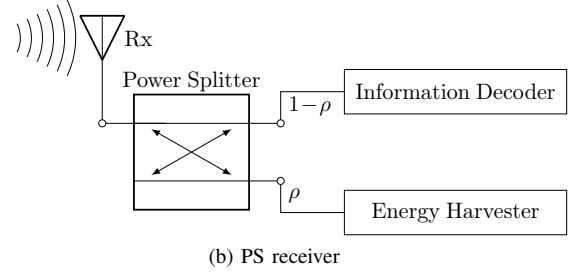 Rx
Power Splitter
1−ρ
Information Decoder
ρ
Energy Harvester
(b) PS receiver